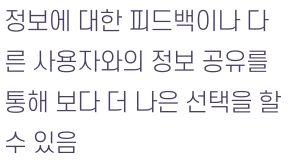 정보에 대한 피드백이나 다
른 사용자와의 정보 공유를
통해 보다 더 나은 선택을 할
수 있음